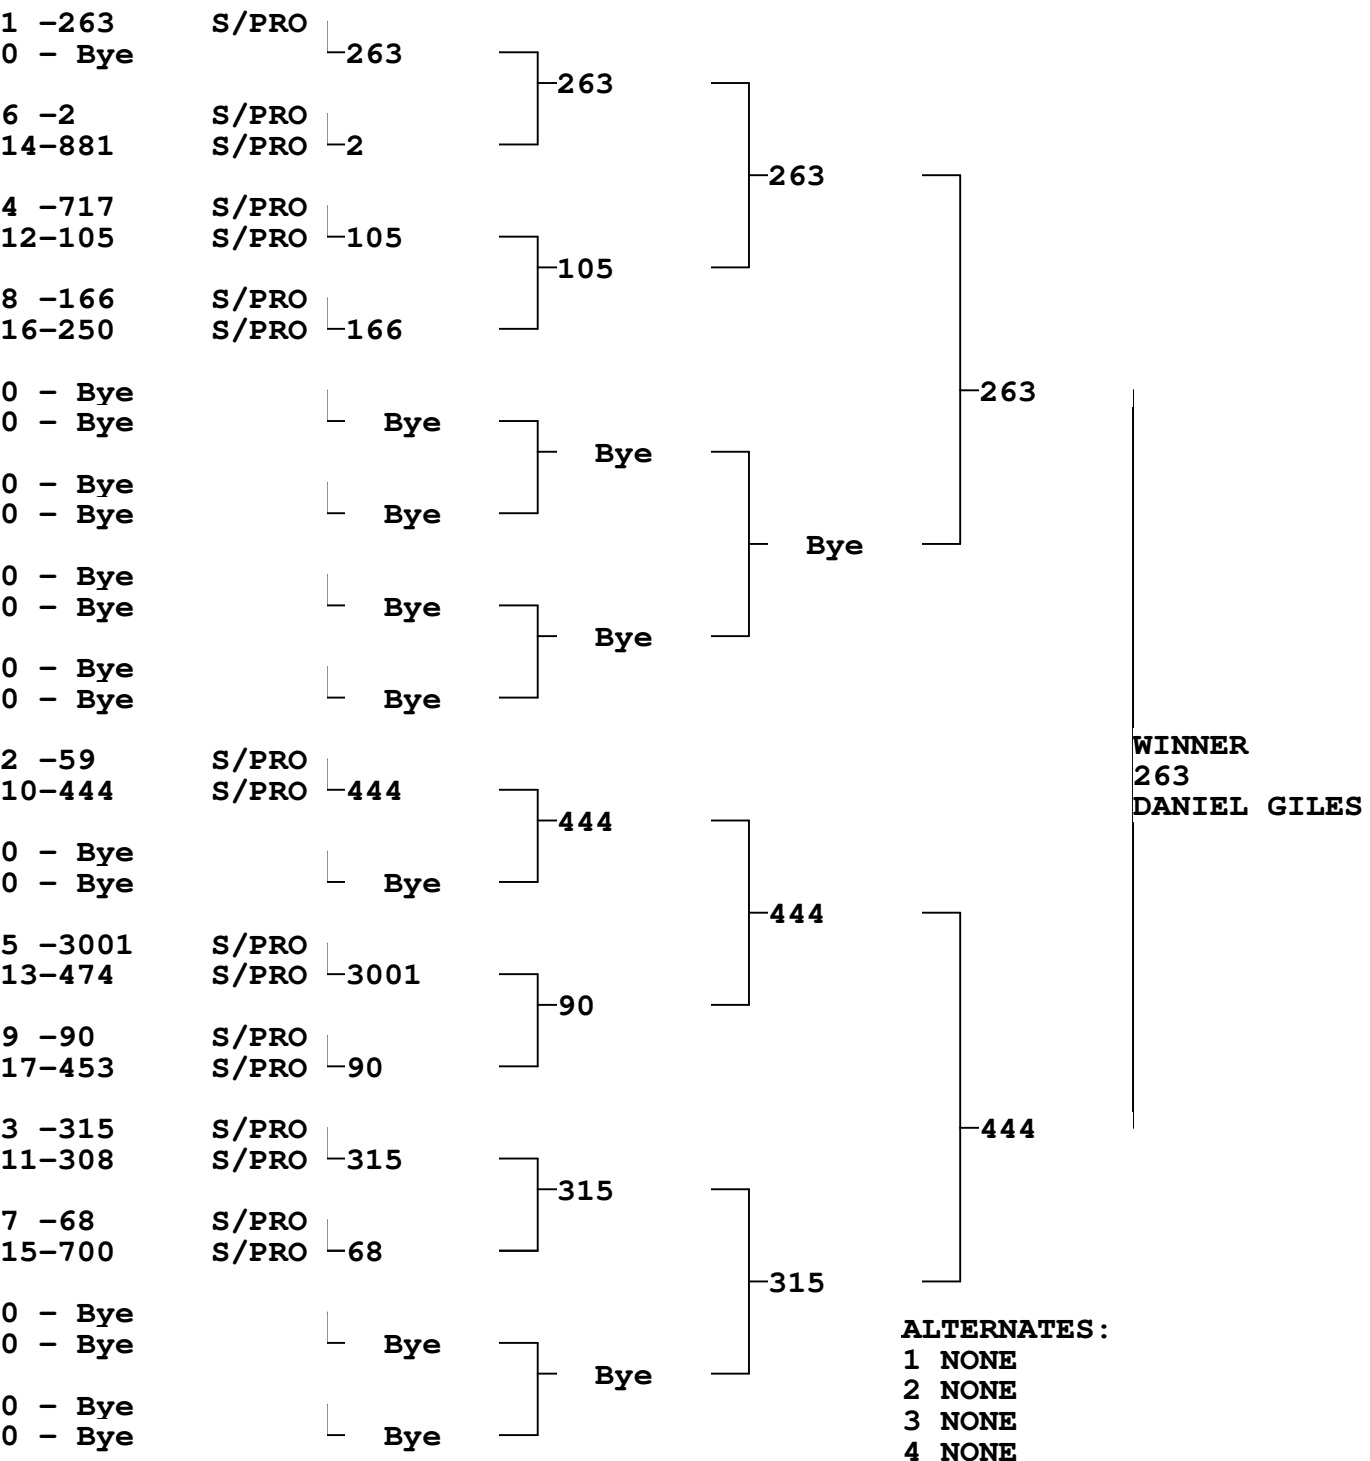 1 -263 S/PRO
0 - Bye 263
263
6 -2 S/PRO
14-881 S/PRO 2
263
4 -717 S/PRO
12-105 S/PRO 105
105
8 -166 S/PRO
16-250 S/PRO 166
0 - Bye 263
0 - Bye Bye
Bye
0 - Bye
0 - Bye Bye
Bye
0 - Bye
0 - Bye Bye
Bye
0 - Bye
0 - Bye Bye
WINNER
2 -59 S/PRO
263
10-444 S/PRO 444
DANIEL GILES
444
0 - Bye
0 - Bye Bye
444
5 -3001 S/PRO
13-474 S/PRO 3001
90
9 -90 S/PRO
17-453 S/PRO 90
3 -315 S/PRO 444
11-308 S/PRO 315
315
7 -68 S/PRO
15-700 S/PRO 68
315
0 - Bye
ALTERNATES:
0 - Bye Bye
1 NONE
Bye
2 NONE
0 - Bye
3 NONE
0 - Bye Bye
4 NONE